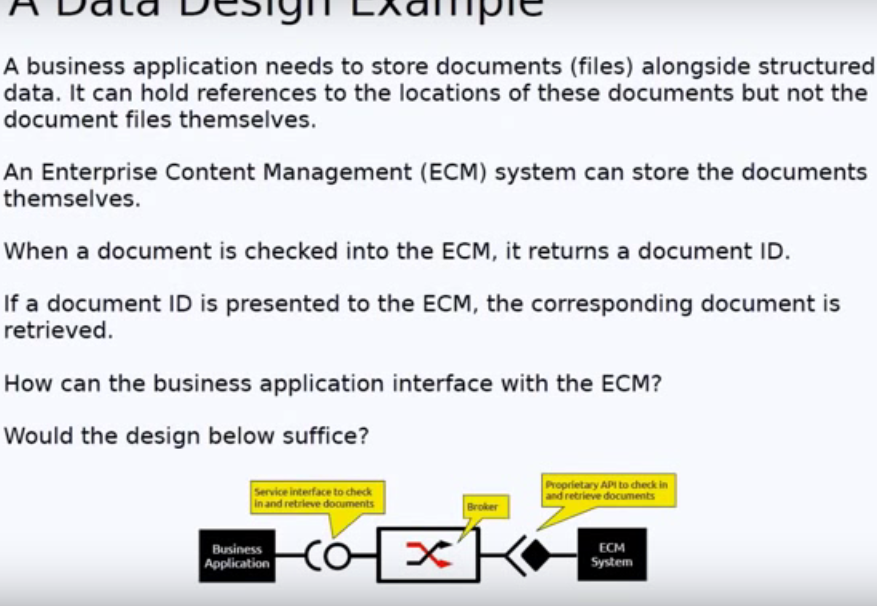 A Data Design Example
A business application needs to store documents (files) alongside structured
data. It can hold references to the locations of these documents but not the
document files themselves.
An Enterprise Content Management (ECM) system can store the documents
themselves.
When a document is checked into the ECM, it returns a document ID.
If a document ID is presented to the ECM, the corresponding document is
retrieved.
How can the business application interface with the ECM?
Would the design below suffice?
Service interface to check
in and retrieve documents
Broker
Proprietary API to check in
and retrieve documents
Business
Application
ECM
System